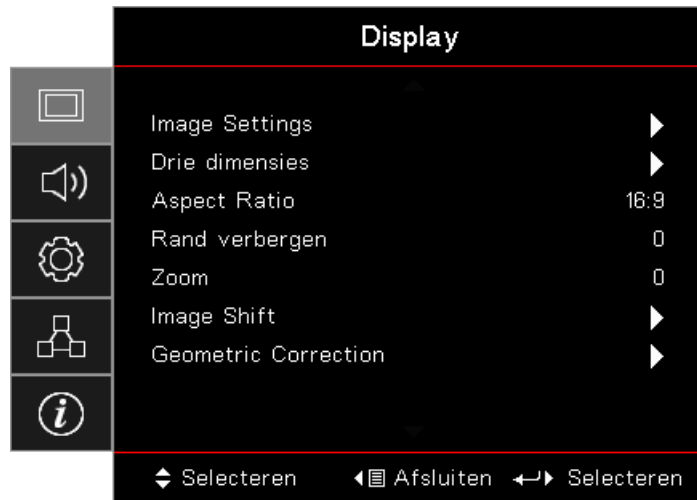 Display
Image Settings
Drie dimensies
Aspect Ratio 16:9
Rand verbergen 0
Zoom 0
Image Shift
Geometric Correction
Selecteren Afsluiten Selecteren